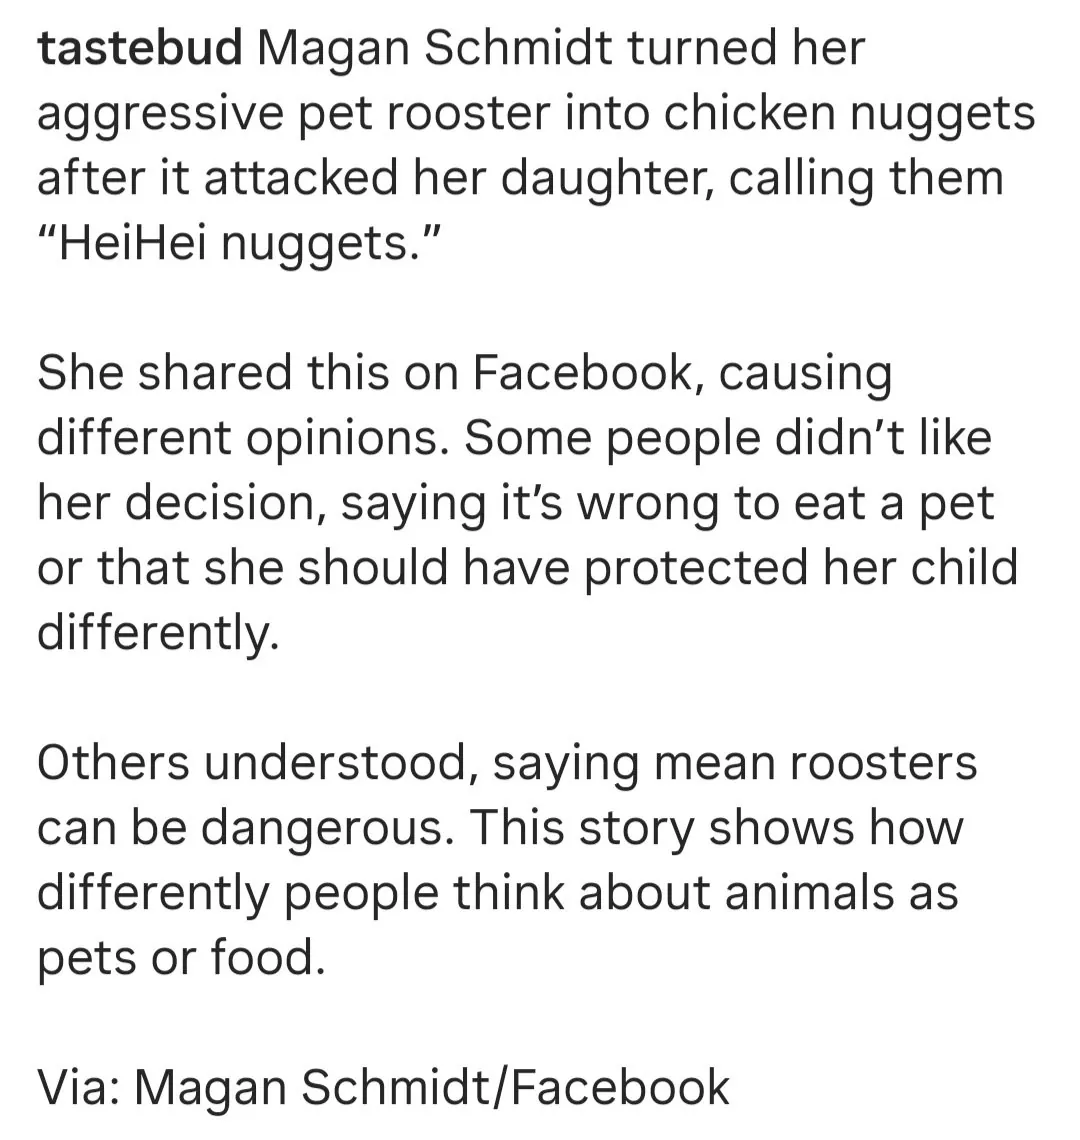 tastebud Magan Schmidt turned her
aggressive pet rooster into chicken nuggets
after it attacked her daughter, calling them
“HeiHei nuggets.”
She shared this on Facebook, causing
different opinions. Some people didn’t like
her decision, saying it’s wrong to eat a pet
or that she should have protected her child
differently.
Others understood, saying mean roosters
can be dangerous. This story shows how
differently people think about animals as
pets or food.
Via: Magan Schmidt/Facebook